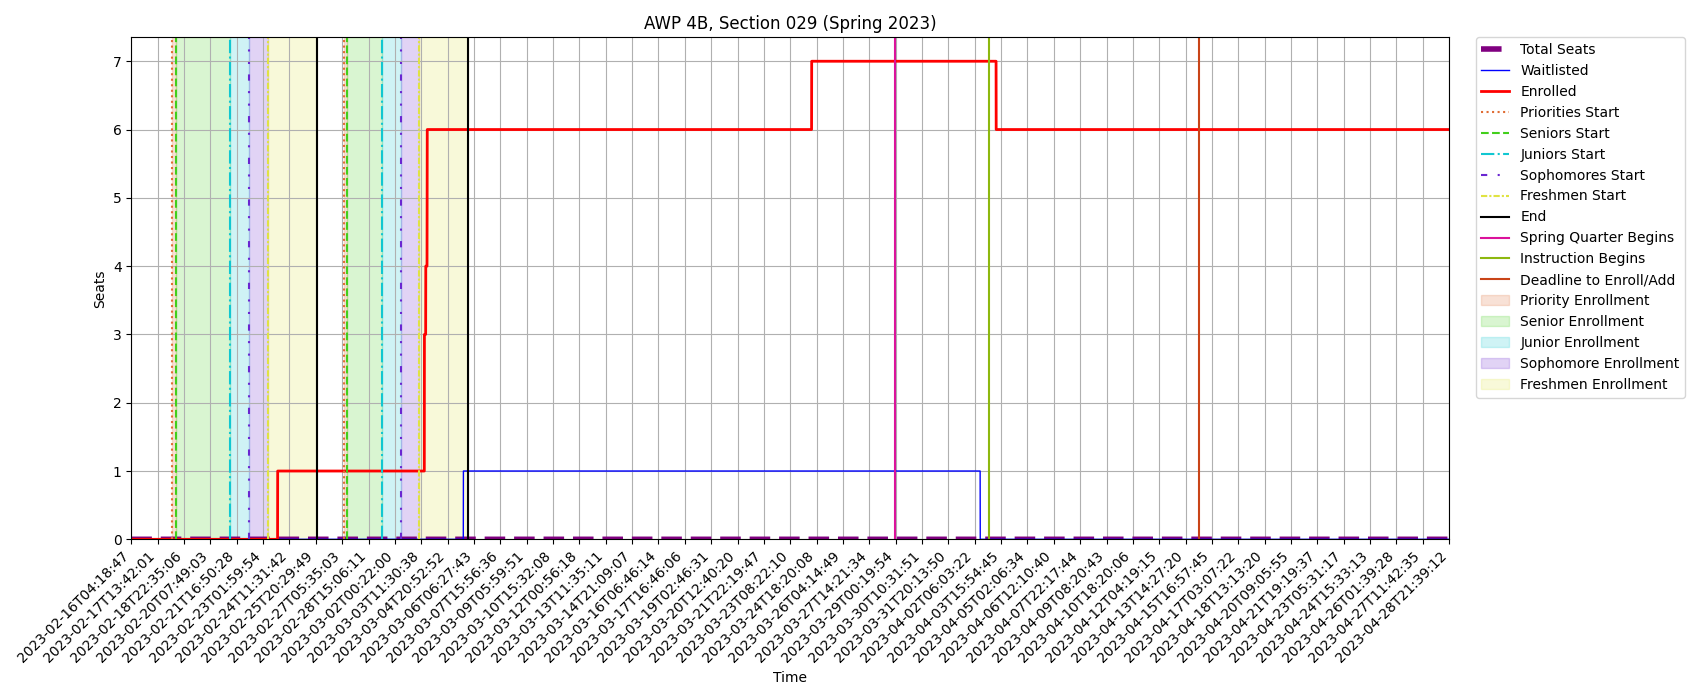 AWP 4B, Section 029 (Spring 2023)
7
6
5
4
3
2
1
0
Seats
2023-02-16T04:18:47
2023-02-17T13:42:01
2023-02-18T22:35:06
2023-02-20T07:49:03
2023-02-21T16:50:28
2023-02-23T01:59:54
2023-02-24T11:31:42
2023-02-25T20:29:49
2023-02-27T05:35:03
2023-02-28T15:06:11
2023-03-02T00:22:00
2023-03-03T11:30:38
2023-03-04T20:52:52
2023-03-06T06:27:43
2023-03-07T15:56:36
2023-03-09T05:59:51
2023-03-10T15:32:08
2023-03-12T00:56:18
2023-03-13T11:35:11
2023-03-14T21:09:07
2023-03-16T06:46:14
2023-03-17T16:46:06
2023-03-19T02:46:31
2023-03-20T12:40:20
2023-03-21T22:19:47
2023-03-23T08:22:10
2023-03-24T18:20:08
2023-03-26T04:14:49
2023-03-27T14:21:34
2023-03-29T00:19:54
2023-03-30T10:31:51
2023-03-31T20:13:50
2023-04-02T06:03:22
2023-04-03T15:54:45
2023-04-05T02:06:34
2023-04-06T12:10:40
2023-04-07T22:17:44
2023-04-09T08:20:43
2023-04-10T18:20:06
2023-04-12T04:19:15
2023-04-13T14:27:20
2023-04-15T16:57:45
2023-04-17T03:07:22
2023-04-18T13:13:20
2023-04-20T09:05:55
2023-04-21T19:19:37
2023-04-23T05:31:17
2023-04-24T15:33:13
2023-04-26T01:39:28
2023-04-27T11:42:35
2023-04-28T21:39:12
Time
Total Seats
Waitlisted
Enrolled
Priorities Start
Seniors Start
Juniors Start
Sophomores Start
Freshmen Start
End
Spring Quarter Begins
Instruction Begins
Deadline to Enroll/Add
Priority Enrollment
Senior Enrollment
Junior Enrollment
Sophomore Enrollment
Freshmen Enrollment